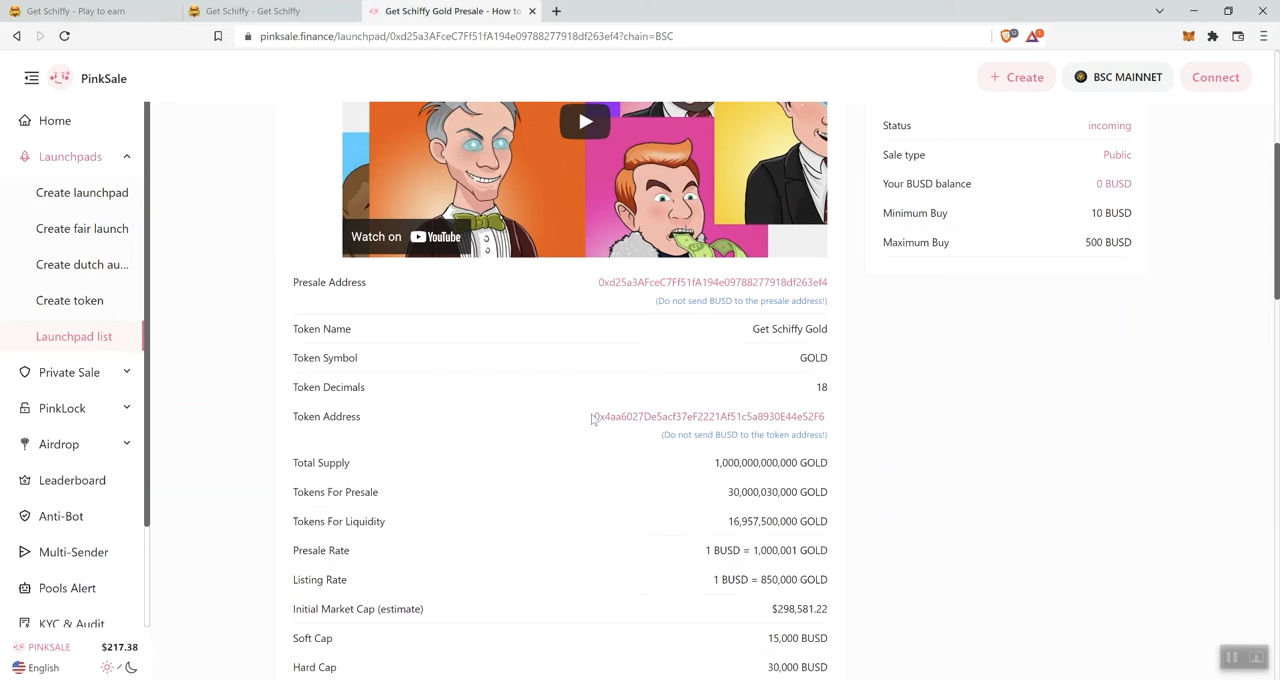 Get Schiffy - Play to earn
Get Schiffy - Get Schiffy
Get Schiffy Gold Presale - How to
pinksale.finance/launchpad/0xd25a3AFceC7Ff51fA194e09788277918df263ef4?chain=BSC
PinkSale
+ Create
BSC MAINNET
Connect
Home
Launchpads
Create launchpad
Create fair launch
Create dutch au...
Create token
Launchpad list
Private Sale
PinkLock
Airdrop
Leaderboard
Anti-Bot
Multi-Sender
Pools Alert
KYC & Audit
PINKSALE $217.38
English
Watch on YouTube
Presale Address 0xd25a3AFceC7Ff51fA194e09788277918df263ef4
(Do not send BUSD to the presale address!)
Token Name Get Schiffy Gold
Token Symbol GOLD
Token Decimals 18
Token Address 0x4aa6027De5acf37eF2221Af51c5a8930E44e52F6
(Do not send BUSD to the token address!)
Total Supply 1,000,000,000,000 GOLD
Tokens For Presale 30,000,030,000 GOLD
Tokens For Liquidity 16,957,500,000 GOLD
Presale Rate 1 BUSD = 1,000,001 GOLD
Listing Rate 1 BUSD = 850,000 GOLD
Initial Market Cap (estimate) $298,581.22
Soft Cap 15,000 BUSD
Hard Cap 30,000 BUSD
Status incoming
Sale type Public
Your BUSD balance 0 BUSD
Minimum Buy 10 BUSD
Maximum Buy 500 BUSD